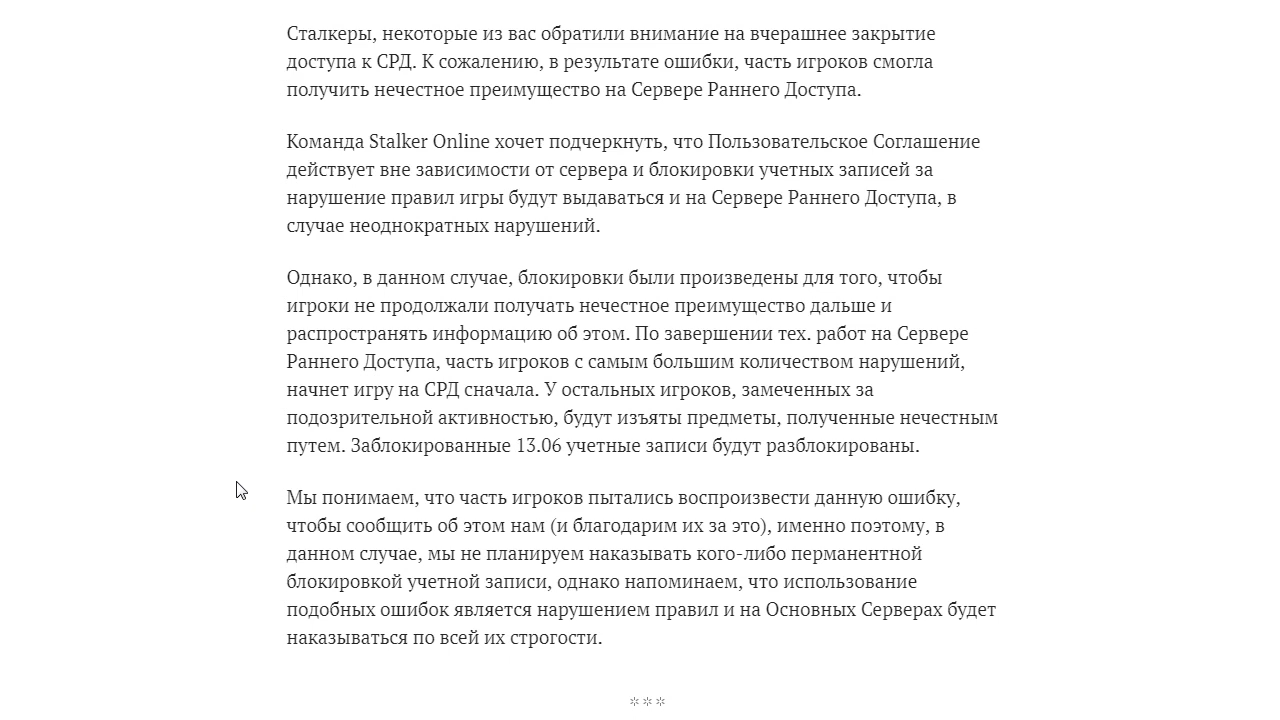 Сталкеры, некоторые из вас обратили внимание на вчерашнее закрытие
доступа к СРД. К сожалению, в результате ошибки, часть игроков смогла
получить нечестное преимущество на Сервере Раннего Доступа.
Команда Stalker Online хочет подчеркнуть, что Пользовательское Соглашение
действует вне зависимости от сервера и блокировки учетных записей за
нарушение правил игры будут выдаваться и на Сервере Раннего Доступа, в
случае неоднократных нарушений.
Однако, в данном случае, блокировки были произведены для того, чтобы
игроки не продолжали получать нечестное преимущество дальше и
распространять информацию об этом. По завершении тех. работ на Сервере
Раннего Доступа, часть игроков с самым большим количеством нарушений,
начнет игру на СРД сначала. У остальных игроков, замеченных за
подозрительной активностью, будут изъяты предметы, полученные нечестным
путем. Заблокированные 13.06 учетные записи будут разблокированы.
Мы понимаем, что часть игроков пытались воспроизвести данную ошибку,
чтобы сообщить об этом нам (и благодарим их за это), именно поэтому, в
данном случае, мы не планируем наказывать кого-либо перманентной
блокировкой учетной записи, однако напоминаем, что использование
подобных ошибок является нарушением правил и на Основных Серверах будет
наказываться по всей их строгости.
* * *